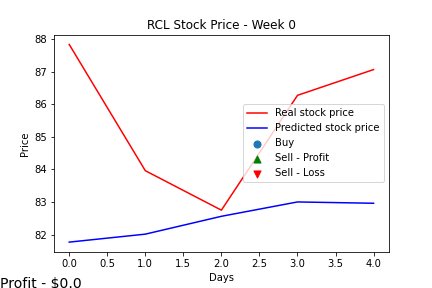 RCL Stock Price - Week 0
88
87
86
85
84
83
82
Price
Real stock price
Predicted stock price
Buy
Sell - Profit
Sell - Loss
0.0 0.5 1.0 1.5 2.0 2.5 3.0 3.5 4.0
Days
Profit - $0.0